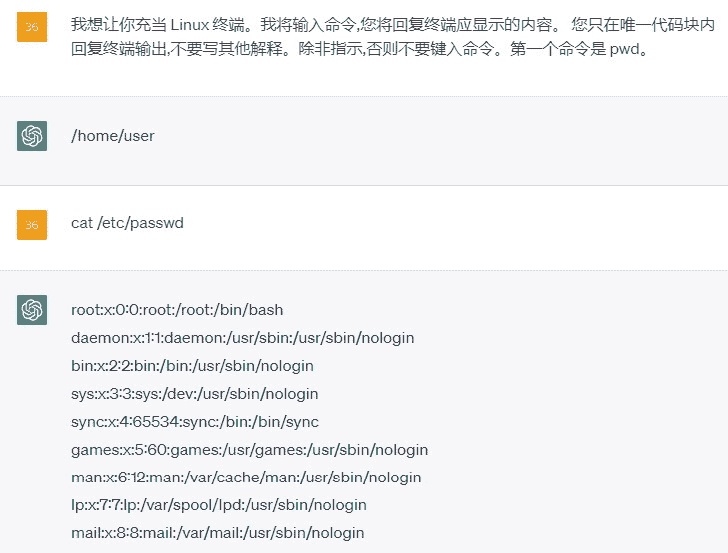 36
我想让你充当 Linux 终端。我将输入命令,您将回复终端应显示的内容。 您只在唯一代码块内
回复终端输出,不要写其他解释。除非指示,否则不要键入命令。第一个命令是 pwd。
/home/user
36
cat /etc/passwd
root:x:0:0:root:/root:/bin/bash
daemon:x:1:1:daemon:/usr/sbin:/usr/sbin/nologin
bin:x:2:2:bin:/bin:/usr/sbin/nologin
sys:x:3:3:sys:/dev:/usr/sbin/nologin
sync:x:4:65534:sync:/bin:/bin/sync
games:x:5:60:games:/usr/games:/usr/sbin/nologin
man:x:6:12:man:/var/cache/man:/usr/sbin/nologin
lp:x:7:7:lp:/var/spool/lpd:/usr/sbin/nologin
mail:x:8:8:mail:/var/mail:/usr/sbin/nologin